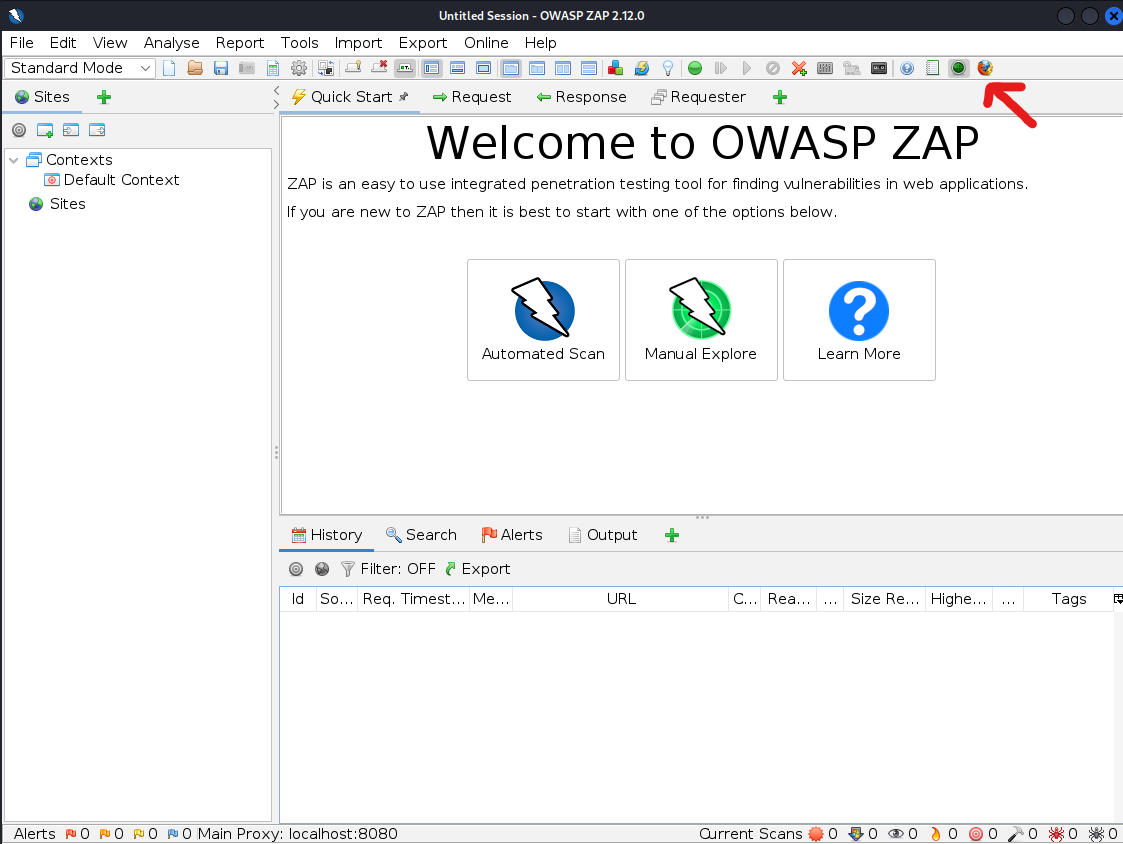 Untitled Session - OWASP ZAP 2.12.0
File Edit View Analyse Report Tools Import Export Online Help
Standard Mode
Sites
Quick Start Request Response Requester
Contexts
Default Context
Sites
Welcome to OWASP ZAP
ZAP is an easy to use integrated penetration testing tool for finding vulnerabilities in web applications.
If you are new to ZAP then it is best to start with one of the options below.
Automated Scan Manual Explore Learn More
History Search Alerts Output
Filter: OFF Export
Id So... Req. Timest... Me... URL C... Rea... ... Size Re... Highe... ... Tags
Alerts 0 0 0 0 Main Proxy: localhost:8080 Current Scans 0 0 0 0 0 0 0 0